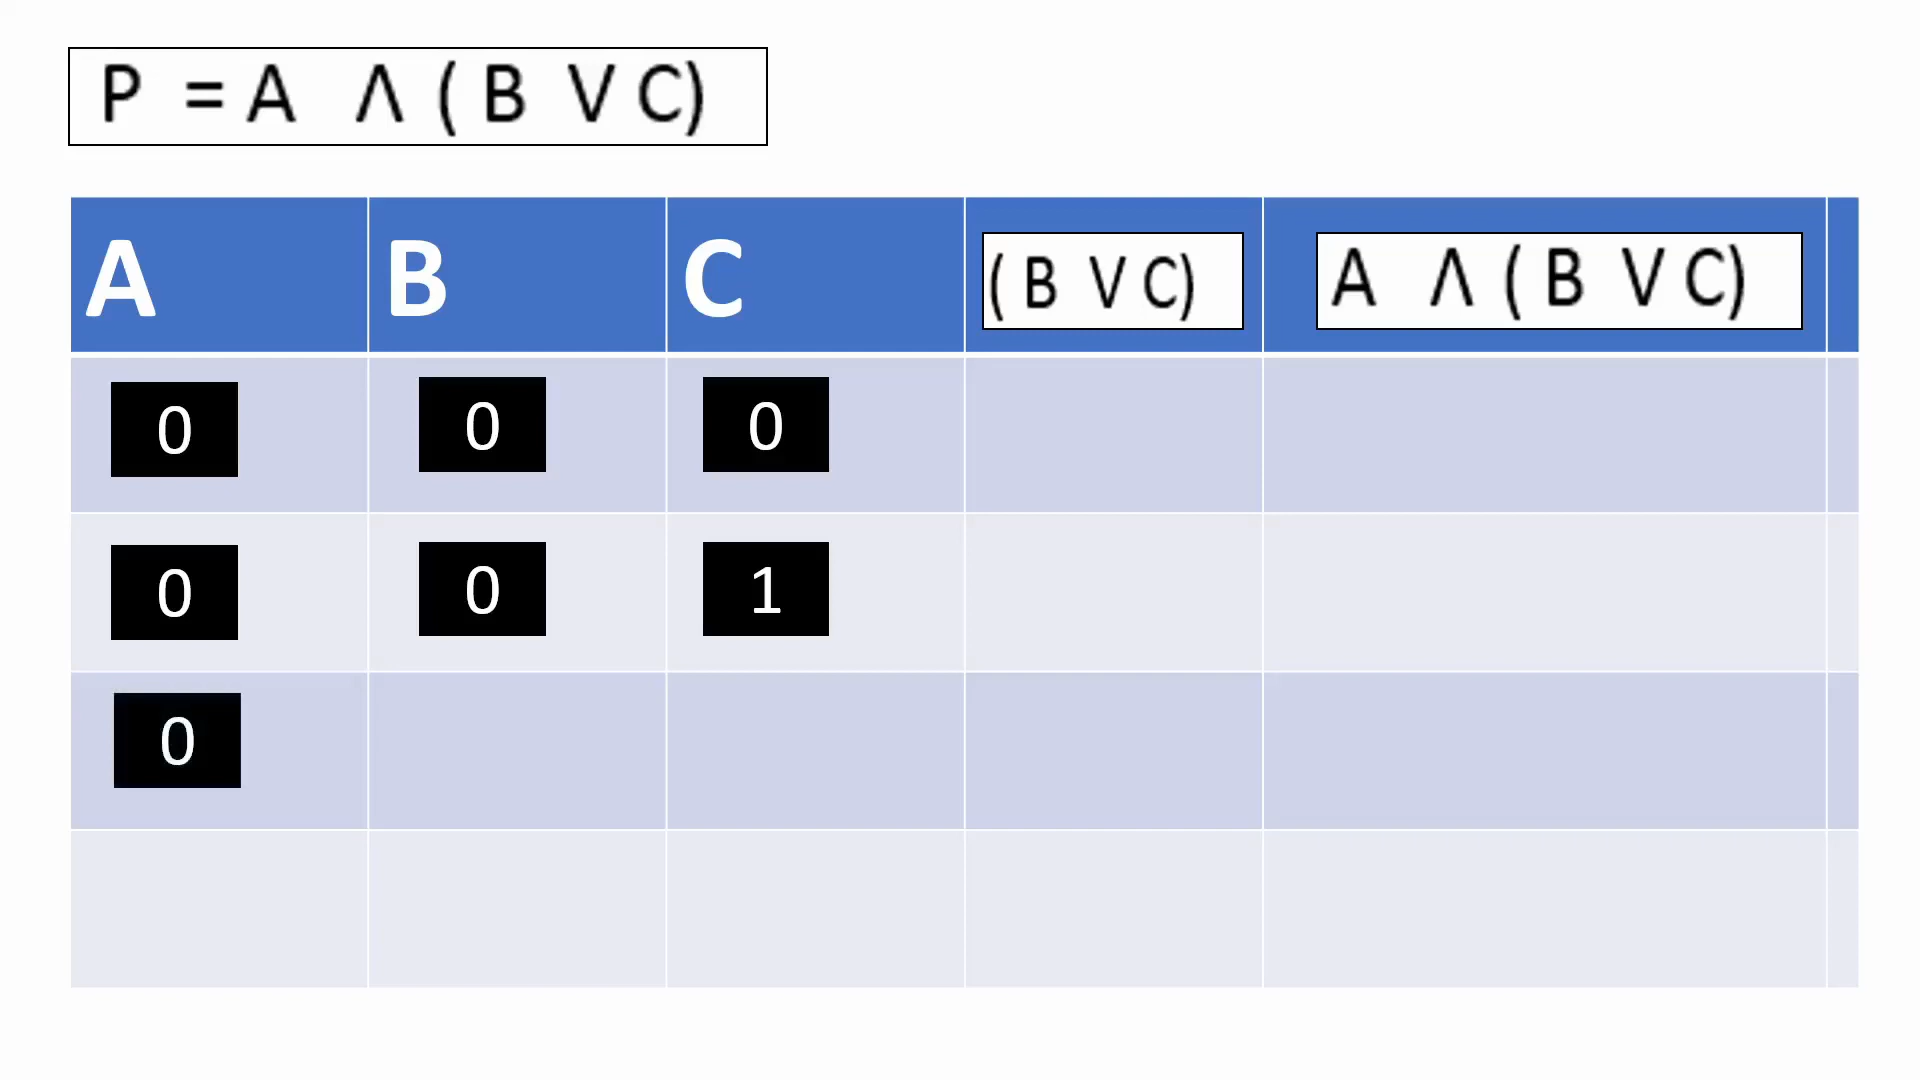 P = A Λ ( B V C)
A B C ( B V C) A Λ ( B V C)
0 0 0
0 0 1
0